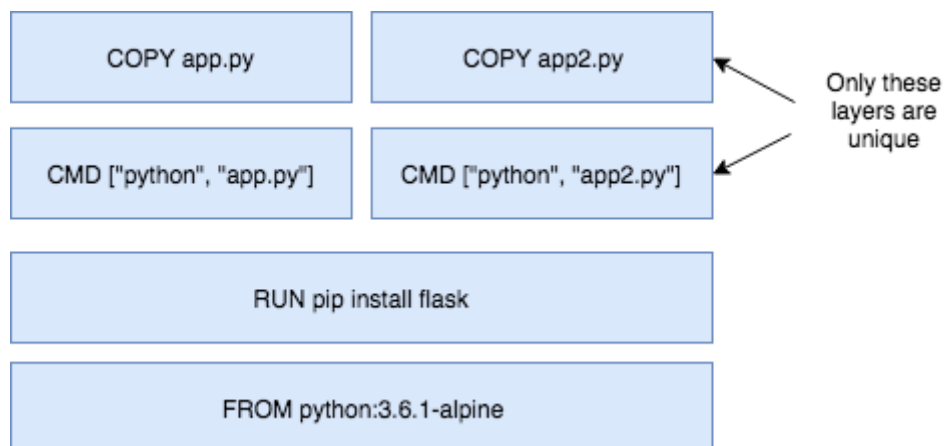 COPY app.py
COPY app2.py
Only these
layers are
unique
CMD ["python", "app.py"]
CMD ["python", "app2.py"]
RUN pip install flask
FROM python:3.6.1-alpine